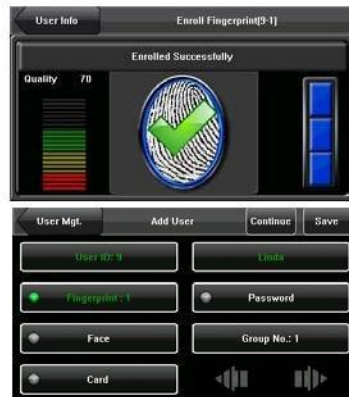 User Info Enroll Fingerprint(9-1)
Enrolled Successfully
Quality 70
User Mgt. Add User Continue Save
User ID: 9 Linda
Fingerprint : 1 Password
Face Group No.: 1
Card